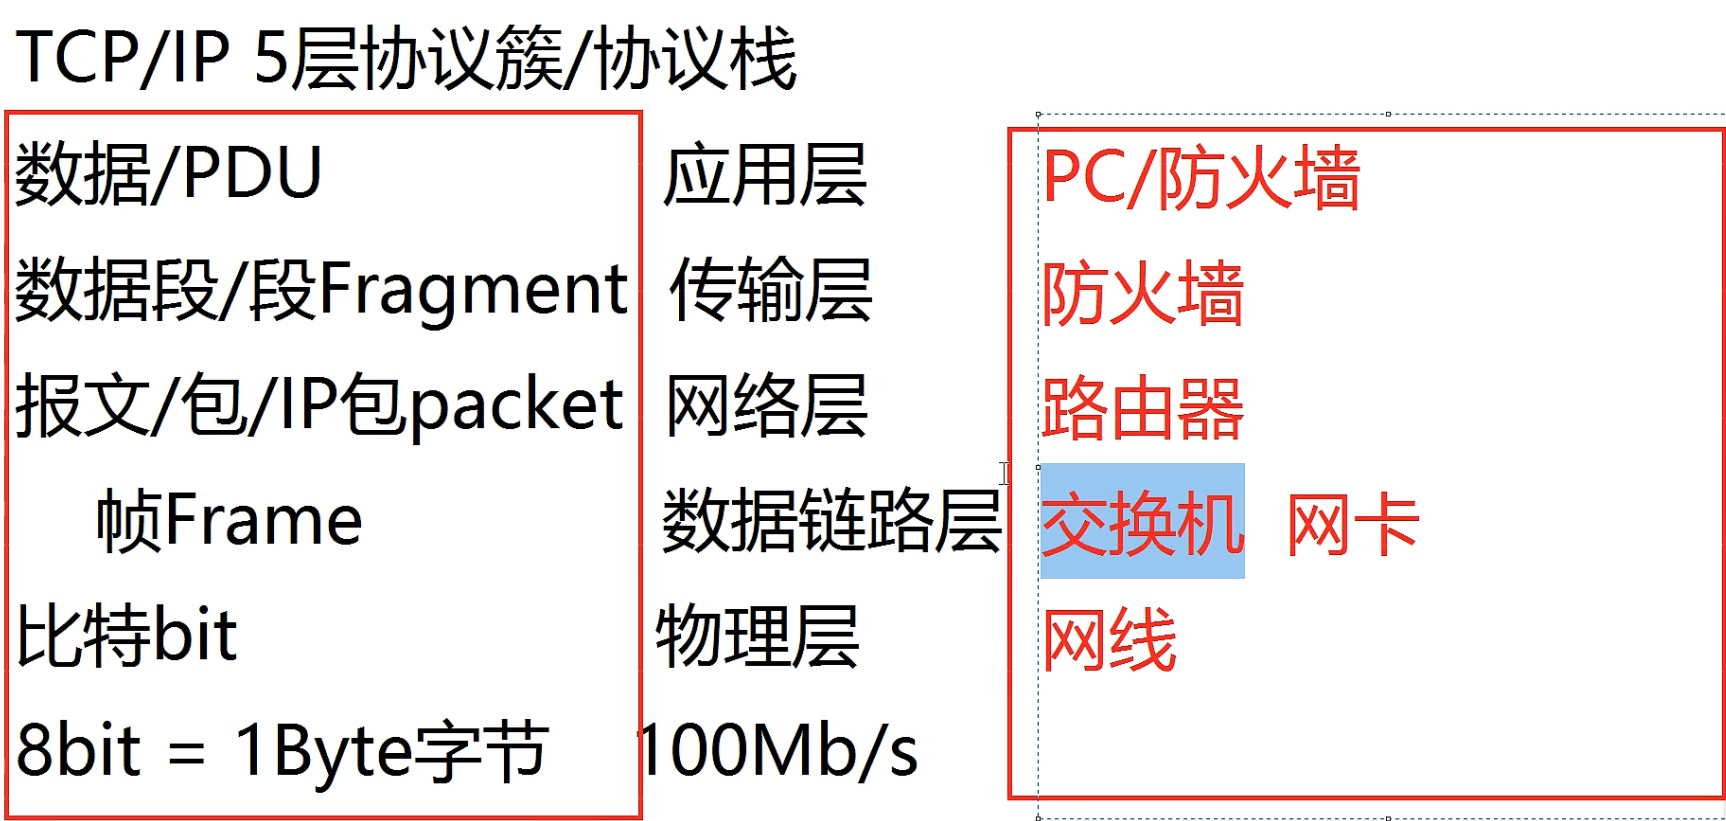 TCP/IP 5层协议簇/协议栈
数据/PDU 应用层 PC/防火墙
数据段/段Fragment 传输层 防火墙
报文/包/IP包packet 网络层 路由器
帧Frame 数据链路层 交换机 网卡
比特bit 物理层 网线
8bit = 1Byte字节 100Mb/s